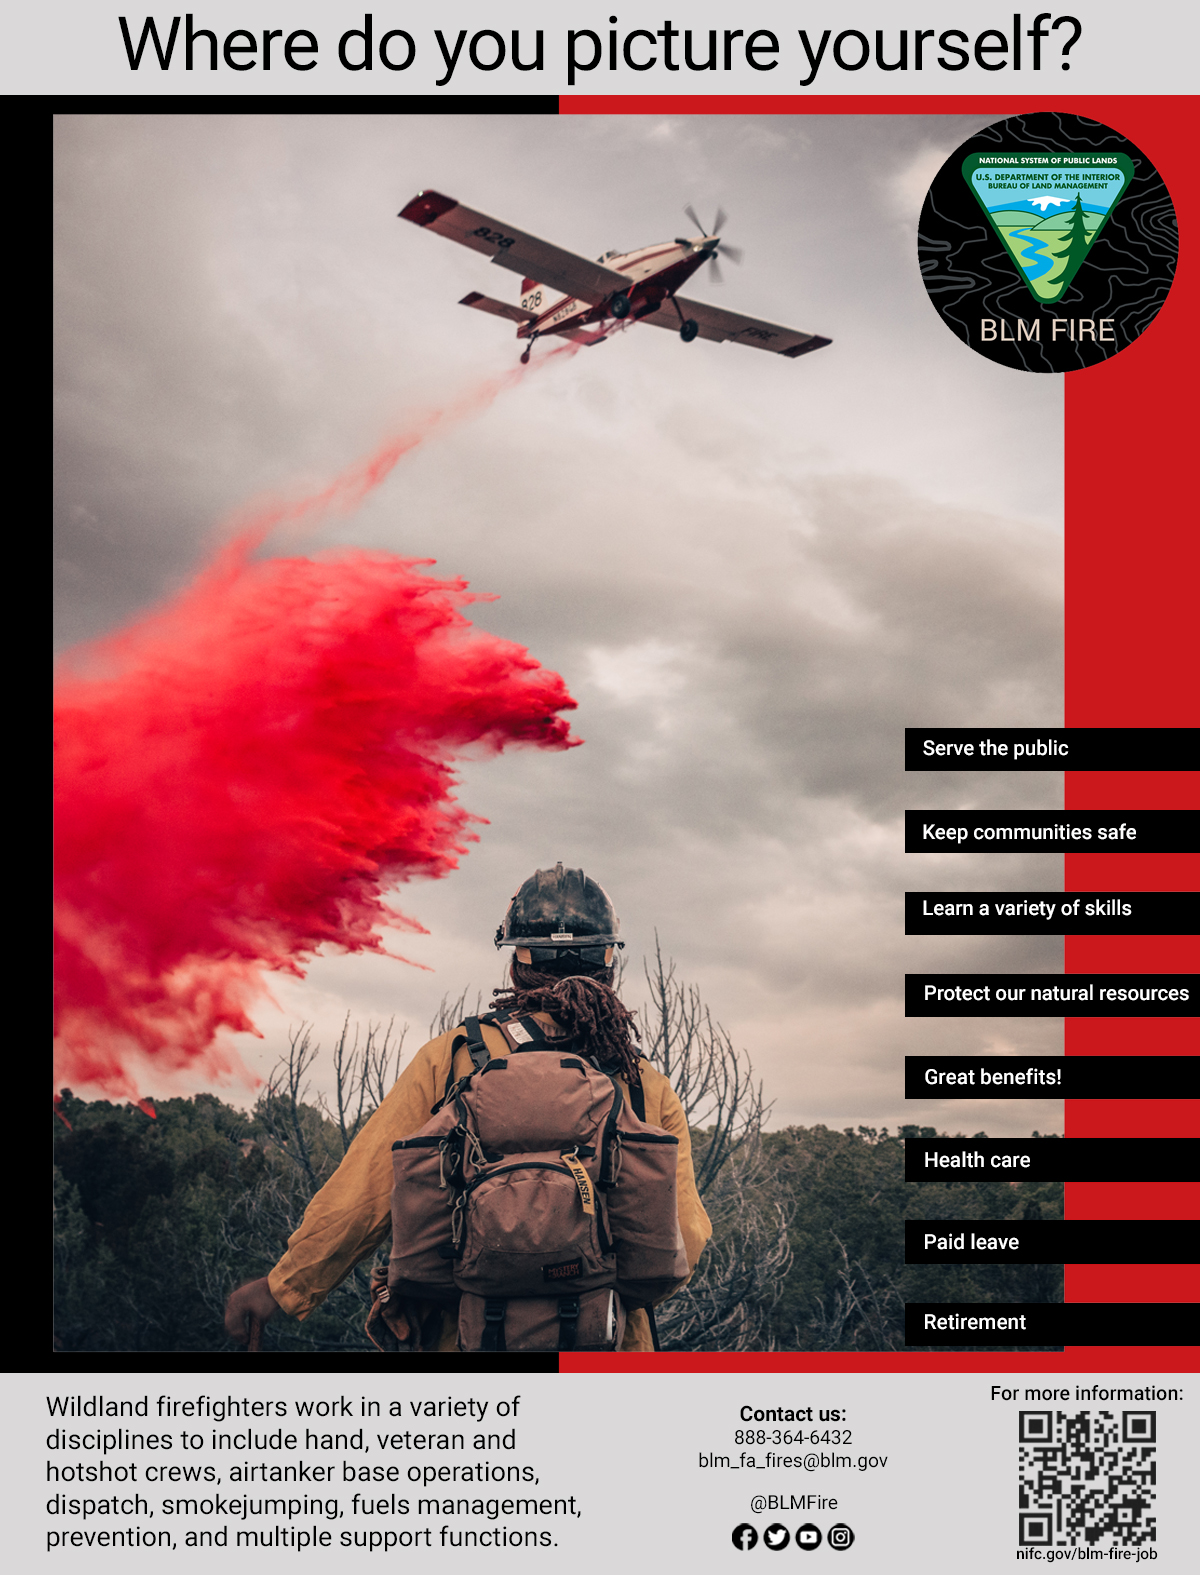 Where do you picture yourself?
NATIONAL SYSTEM OF PUBLIC LANDS
U.S. DEPARTMENT OF THE INTERIOR
BUREAU OF LAND MANAGEMENT
BLM FIRE
828
828
FIRE
Serve the public
Keep communities safe
Learn a variety of skills
Protect our natural resources
Great benefits!
Health care
Paid leave
Retirement
HANSEN
MYSTERY
RANCH
Wildland firefighters work in a variety of
disciplines to include hand, veteran and
hotshot crews, airtanker base operations,
dispatch, smokejumping, fuels management,
prevention, and multiple support functions.
Contact us:
888-364-6432
blm_fa_fires@blm.gov
@BLMFire
For more information:
nifc.gov/blm-fire-job